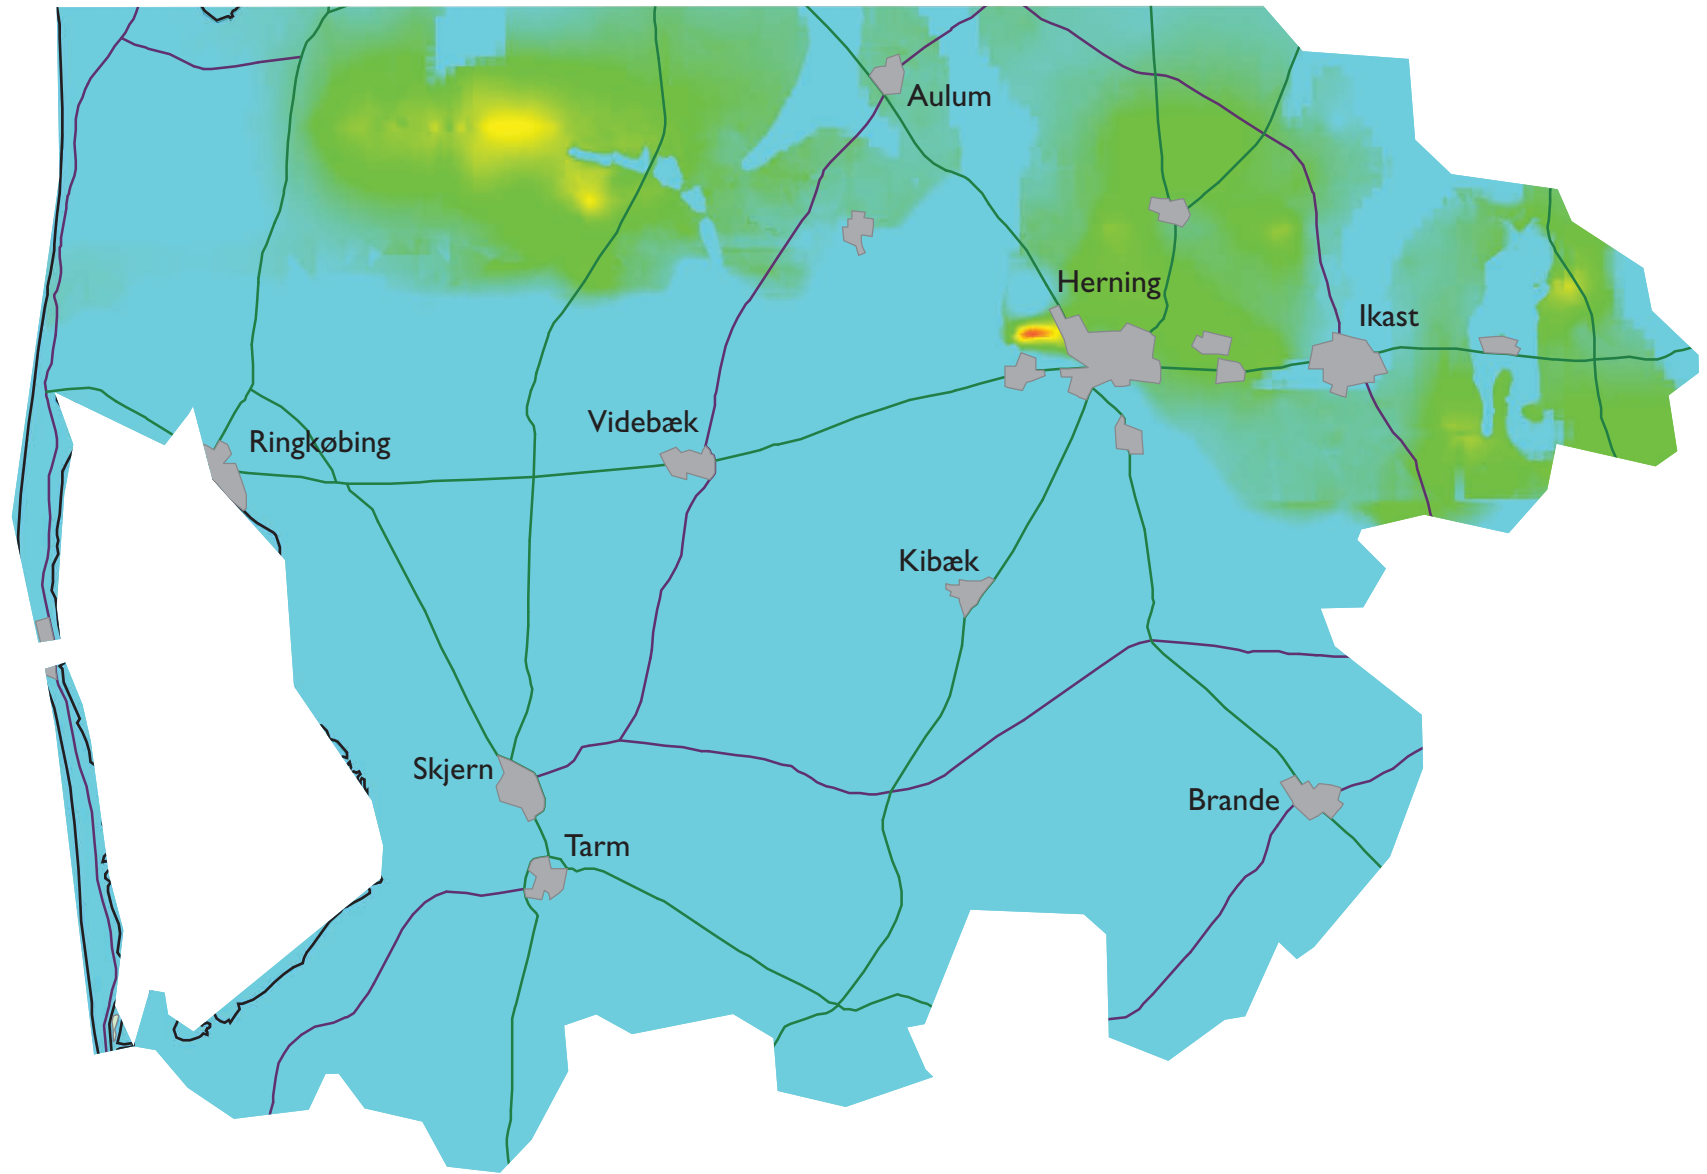 Aulum
Herning
Ikast
Videbæk
Ringkøbing
Kibæk
Skjern
Brande
Tarm